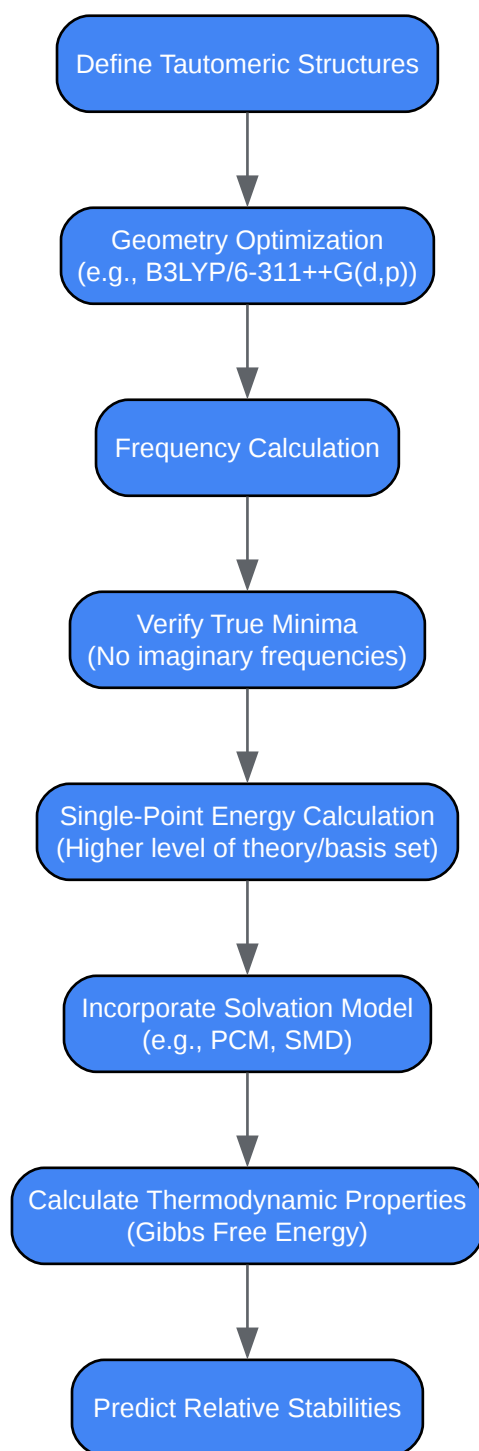 Define Tautomeric Structures
Geometry Optimization
(e.g., B3LYP/6-311++G(d,p))
Frequency Calculation
Verify True Minima
(No imaginary frequencies)
Single-Point Energy Calculation
(Higher level of theory/basis set)
Incorporate Solvation Model
(e.g., PCM, SMD)
Calculate Thermodynamic Properties
(Gibbs Free Energy)
Predict Relative Stabilities